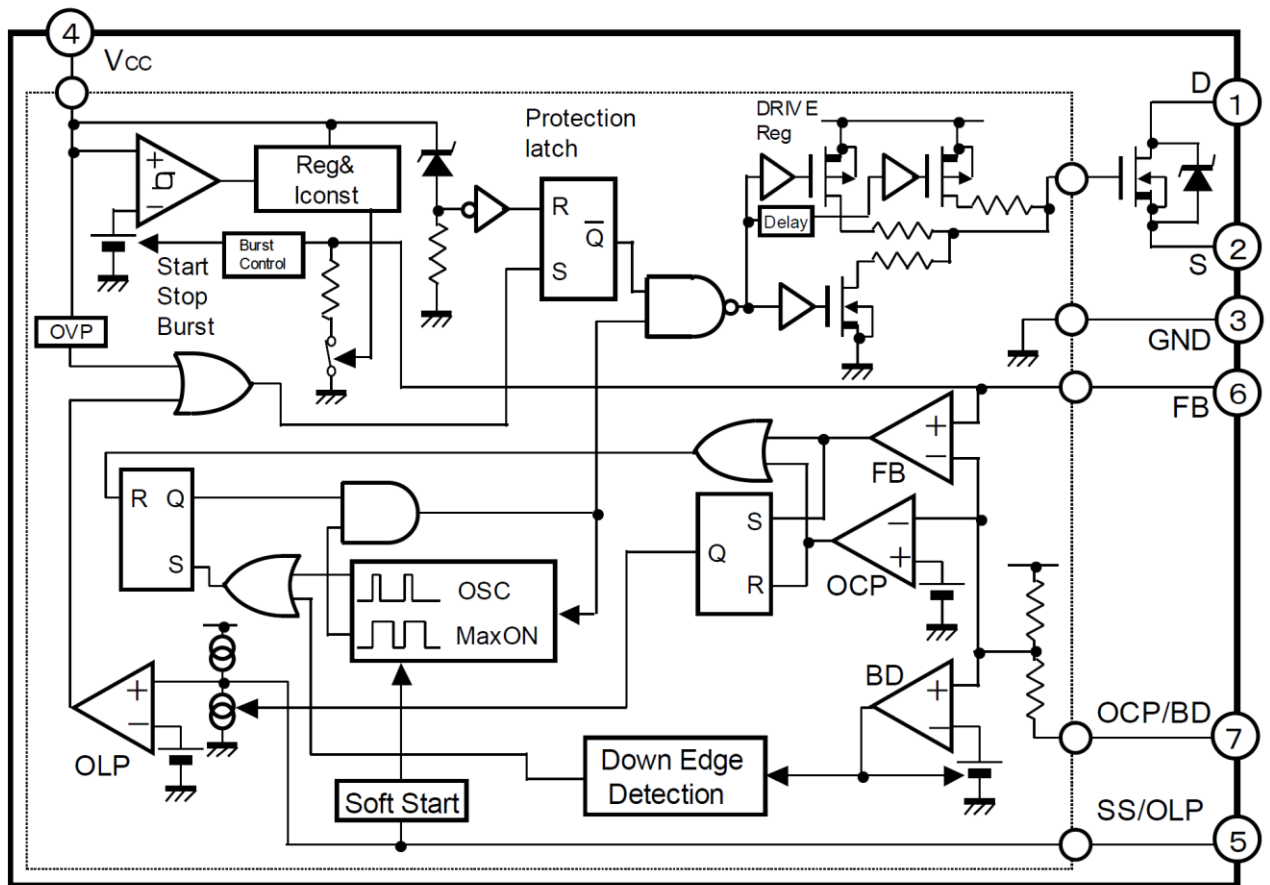 4
VCC
D
1
Protection
latch
DRIVE
Reg
+
−
Reg&
Iconst
R
Q
S
Delay
Burst
Control
Start
Stop
Burst
2
S
OVP
3
GND
6
FB
+
−
FB
R Q
S
S
Q
R
−
+
OCP
OSC
MaxON
BD
+
−
+
−
OLP
OCP/BD
7
Down Edge
Detection
Soft Start
SS/OLP
5